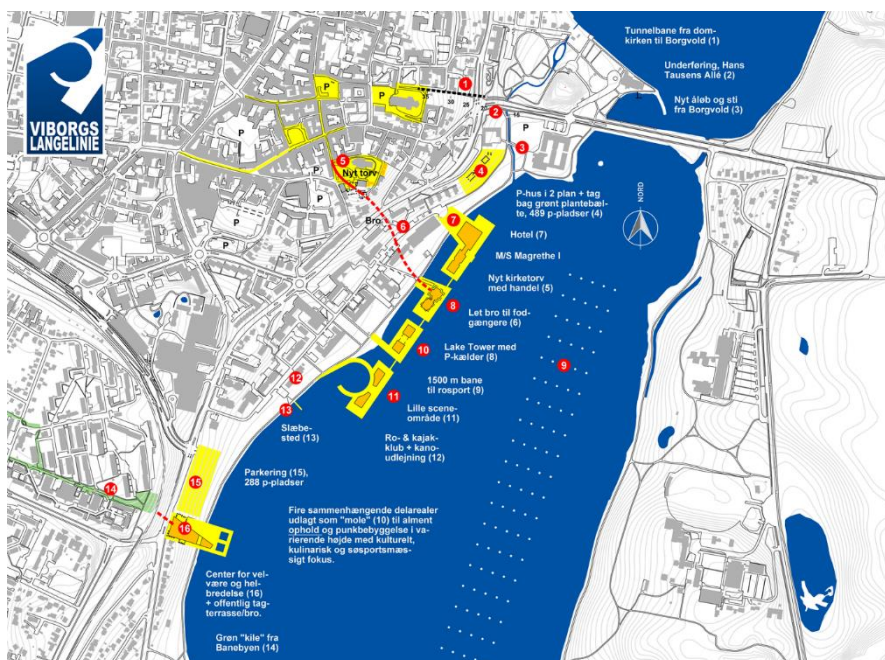 VIBORGS
LANGELINIE
Tunnelbane fra dom-
kirken til Borgvold (1)
Underføring, Hans
Tausens Allé (2)
Nyt åløb og sti
fra Borgvold (3)
P-hus i 2 plan + tag
bag grønt plantebæl-
te, 489 p-pladser (4)
Hotel (7)
M/S Magrethe I
Nyt kirketorv
med handel (5)
Let bro til fod-
gængere (6)
Lake Tower med
P-kælder (8)
1500 m bane
til rosport (9)
Lille scene-
område (11)
Ro- & kajak-
klub + kano-
udlejning (12)
Slæbe-
sted (13)
Parkering (15),
288 p-pladser
Fire sammenhængende delarealer
udlagt som "mole" (10) til alment
ophold og punkbebyggelse i va-
rierende højde med kulturelt,
kulinarisk og søsportsmæs-
sigt fokus.
Center for vel-
være og hel-
bredelse (16)
+ offentlig tag-
terrasse/bro.
Grøn "kile" fra
Banebyen (14)
NORD
Nyt torv
Bro
P
P
P
P
P
P
P
P
1
2
3
4
5
6
7
8
9
10
11
12
13
14
15
16